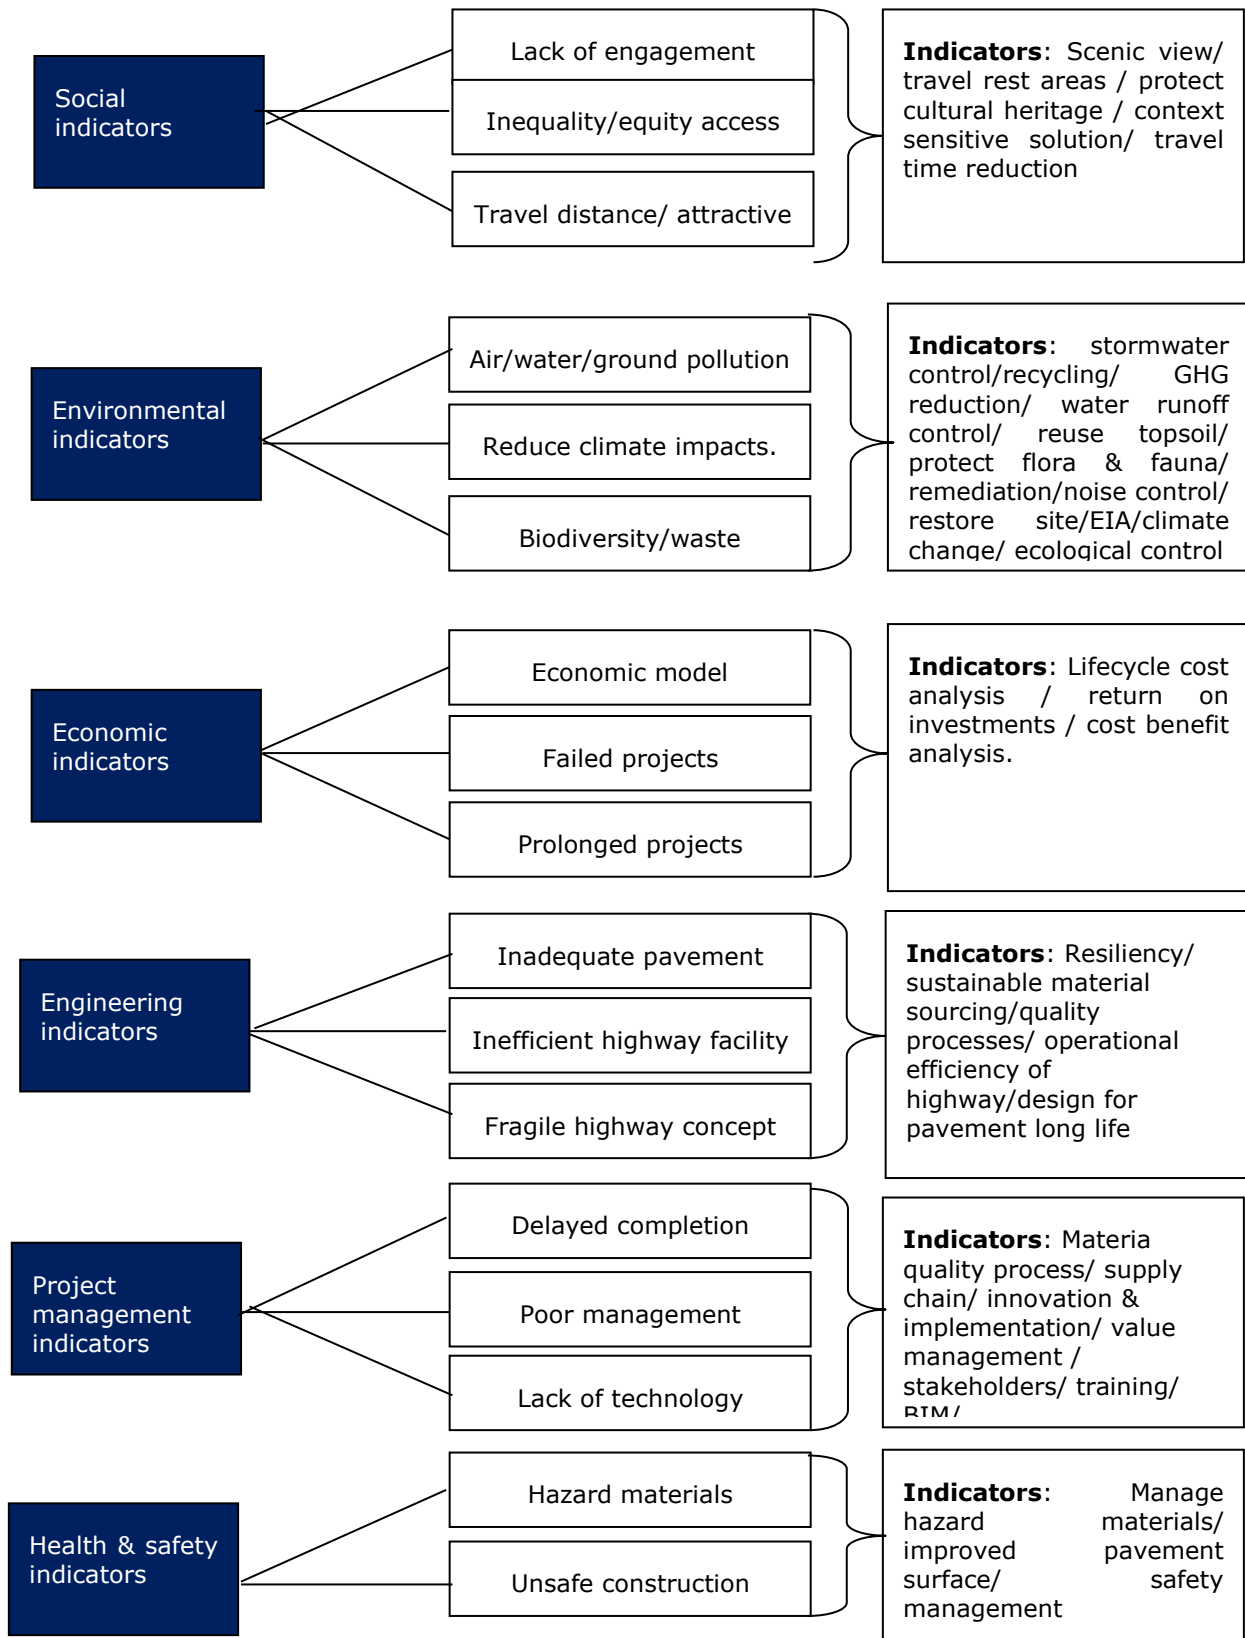 Social
indicators
Lack of engagement
Inequality/equity access
Travel distance/ attractive
Indicators: Scenic view/
travel rest areas / protect
cultural heritage / context
sensitive solution/ travel
time reduction
Environmental
indicators
Air/water/ground pollution
Reduce climate impacts.
Biodiversity/waste
Indicators: stormwater
control/recycling/ GHG
reduction/ water runoff
control/ reuse topsoil/
protect flora & fauna/
remediation/noise control/
restore site/EIA/climate
change/ ecological control
Economic
indicators
Economic model
Failed projects
Prolonged projects
Indicators: Lifecycle cost
analysis / return on
investments / cost benefit
analysis.
Engineering
indicators
Inadequate pavement
Inefficient highway facility
Fragile highway concept
Indicators: Resiliency/
sustainable material
sourcing/quality
processes/ operational
efficiency of
highway/design for
pavement long life
Project
management
indicators
Delayed completion
Poor management
Lack of technology
Indicators: Materia
quality process/ supply
chain/ innovation &
implementation/ value
management /
stakeholders/ training/
BIM/
Health & safety
indicators
Hazard materials
Unsafe construction
Indicators: Manage
hazard materials/
improved pavement
surface/ safety
management